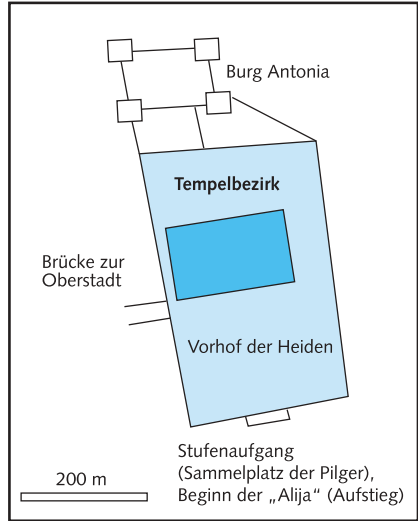 Burg Antonia
Tempelbezirk
Brücke zur
Oberstadt
Vorhof der Heiden
Stufenaufgang
(Sammelplatz der Pilger),
Beginn der „Alija“ (Aufstieg)
200 m